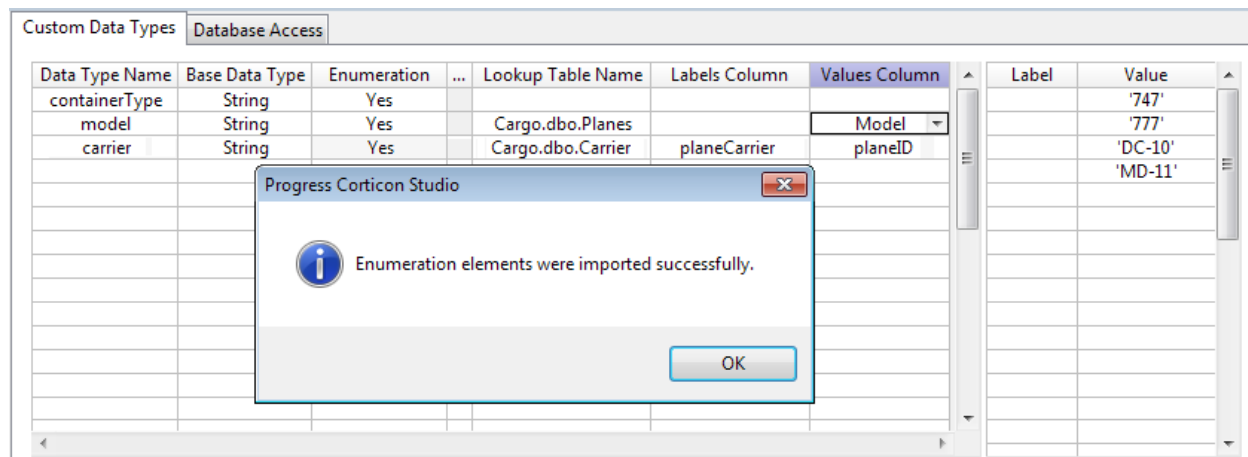 Custom Data Types Database Access
Data Type Name Base Data Type Enumeration ... Lookup Table Name Labels Column Values Column Label Value
containerType String Yes '747'
model String Yes Cargo.dbo.Planes Model '777'
carrier String Yes Cargo.dbo.Carrier planeCarrier planeID 'DC-10'
'MD-11'
Progress Corticon Studio
Enumeration elements were imported successfully.
OK